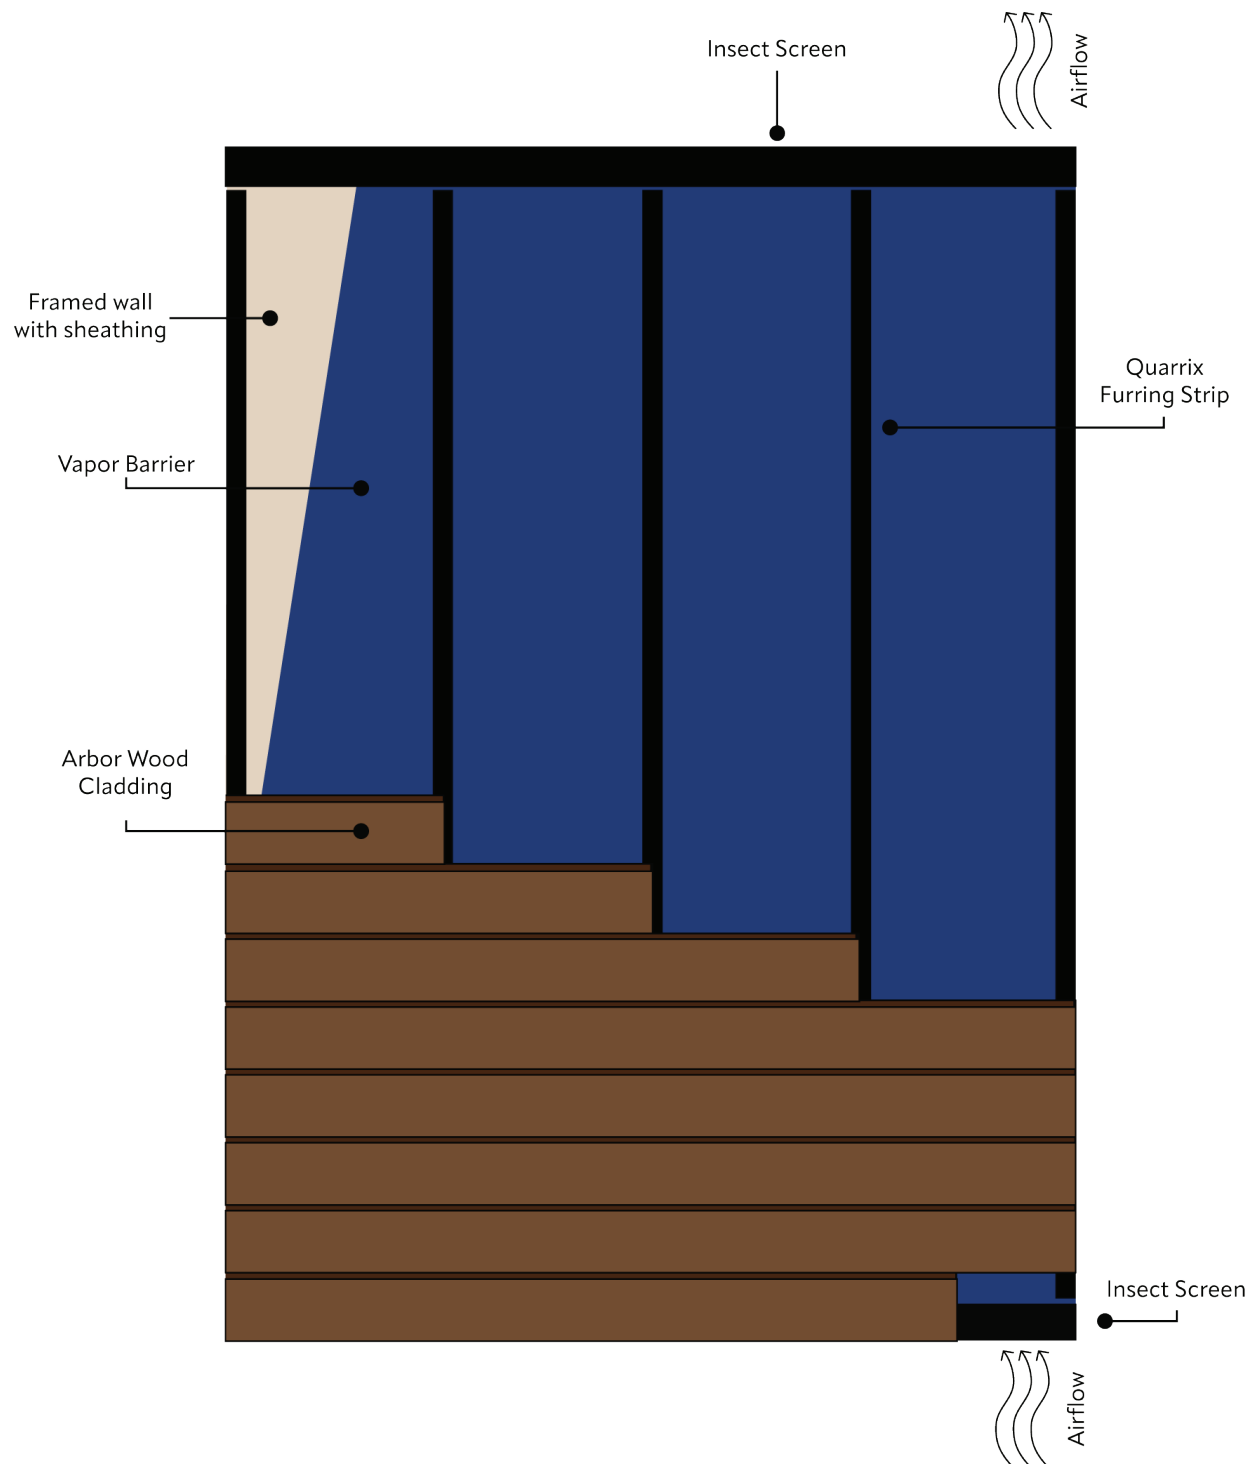 Insect Screen
Airflow
Framed wall
with sheathing
Quarrix
Furring Strip
Vapor Barrier
Arbor Wood
Cladding
Insect Screen
Airflow